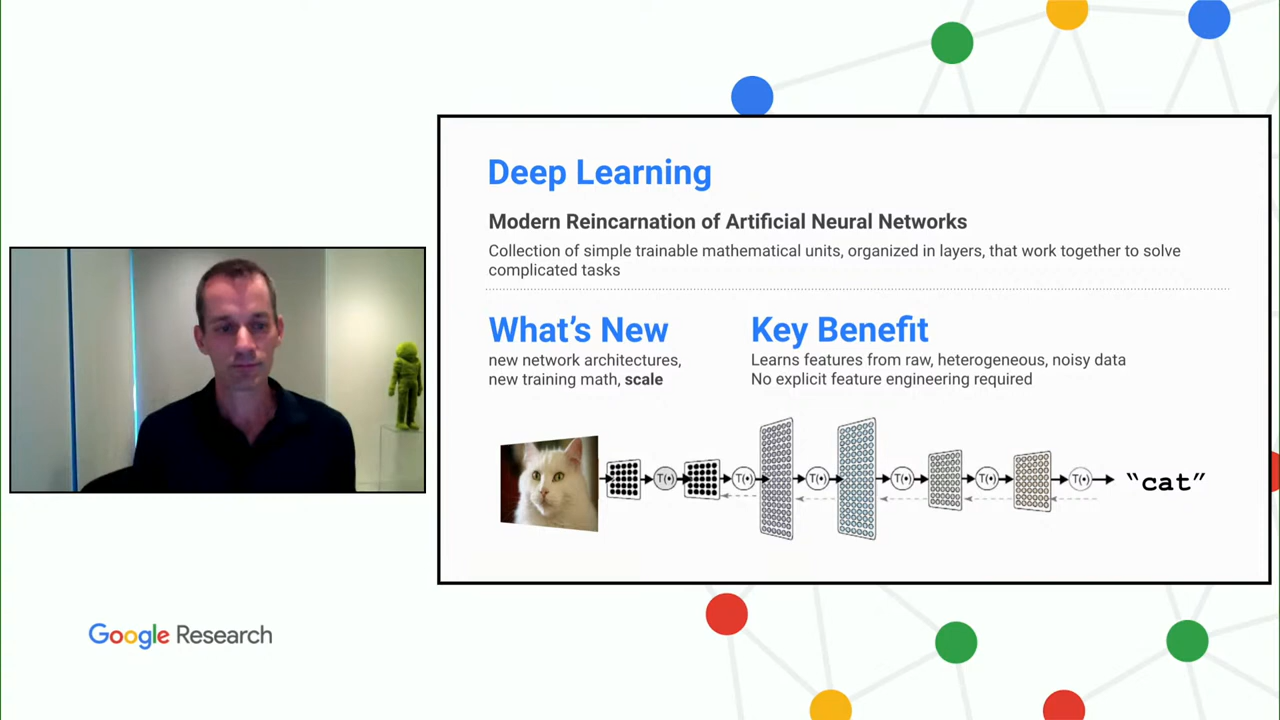 Deep Learning
Modern Reincarnation of Artificial Neural Networks
Collection of simple trainable mathematical units, organized in layers, that work together to solve
complicated tasks
What's New
new network architectures,
new training math, scale
Key Benefit
Learns features from raw, heterogeneous, noisy data
No explicit feature engineering required
T(•) T(•) T(•) T(•) T(•) T(•) “cat”
Google Research